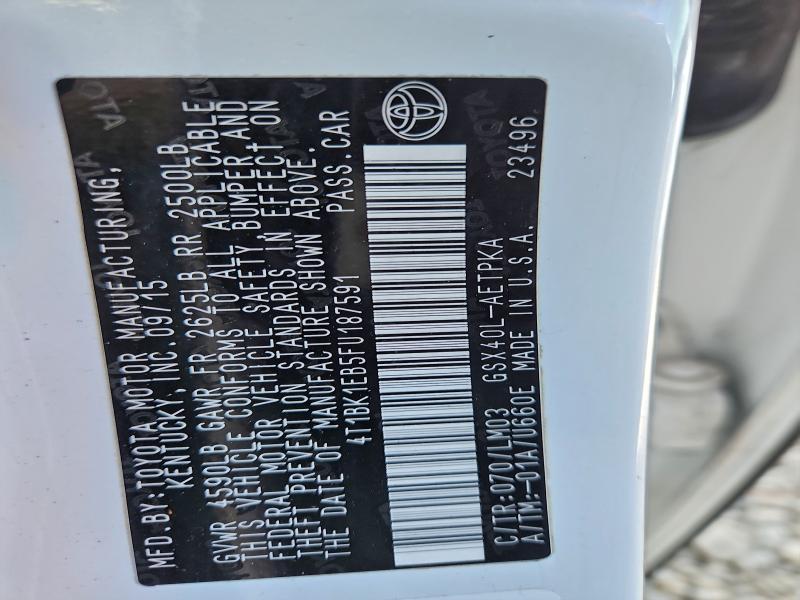 MFD.BY:TOYOTA MOTOR MANUFACTURING,
KENTUCKY, INC. 09/15
GVWR 4590LB GAWR FR 2625LB RR 2500LB
THIS VEHICLE CONFORMS TO ALL APPLICABLE
FEDERAL MOTOR VEHICLE SAFETY, BUMPER, AND
THEFT PREVENTION STANDARDS IN EFFECT ON
THE DATE OF MANUFACTURE SHOWN ABOVE.
4T1BK1EB5FU187591 PASS.CAR
C/TR:070/LM03 GSX40L-AETPKA 23496
A/TM:-01A/U660E MADE IN U.S.A.